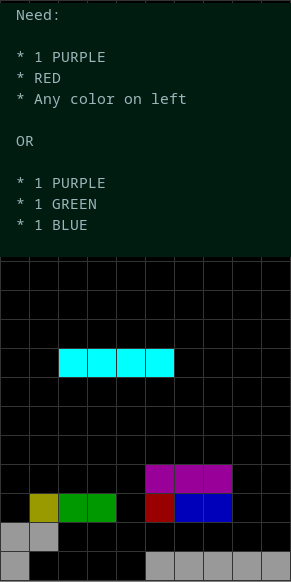 Need:
* 1 PURPLE
* RED
* Any color on left
OR
* 1 PURPLE
* 1 GREEN
* 1 BLUE